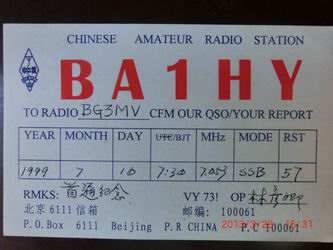 CHINESE AMATEUR RADIO STATION
BA1HY
TO RADIO BG3MV CFM OUR QSO/YOUR REPORT
YEAR MONTH DAY UTC/BJT MHz MODE RST
1999 7 10 7:30 7.053 SSB 57
RMKS: 首通纪念 VY 73! OP 林彦
北京 6111 信箱 邮编: 100061
P.O.Box 6111 Beijing P.R CHINA P.C 100061